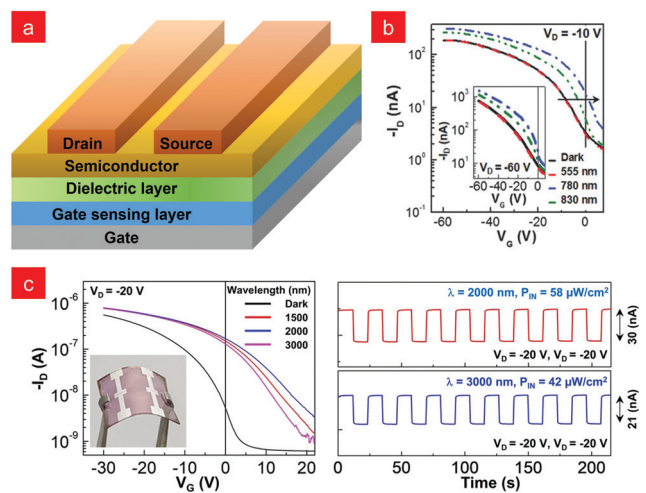 a
Drain
Source
Semiconductor
Dielectric layer
Gate sensing layer
Gate
b
V_D = -10 V
-I_D (nA)
10^2
10^1
10^0
10^-1
-60
-40
-20
0
V_G (V)
-I_D (nA)
10^3
10^2
10^1
V_D = -60 V
-60
-40
-20
0
V_G (V)
Dark
555 nm
780 nm
830 nm
c
V_D = -20 V
Wavelength (nm)
Dark
1500
2000
3000
-I_D (A)
10^-6
10^-7
10^-8
10^-9
-30
-20
-10
0
10
20
V_G (V)
λ = 2000 nm, P_IN = 58 μW/cm²
V_D = -20 V, V_D = -20 V
30 (nA)
λ = 3000 nm, P_IN = 42 μW/cm²
V_D = -20 V, V_D = -20 V
21 (nA)
0
50
100
150
200
Time (s)